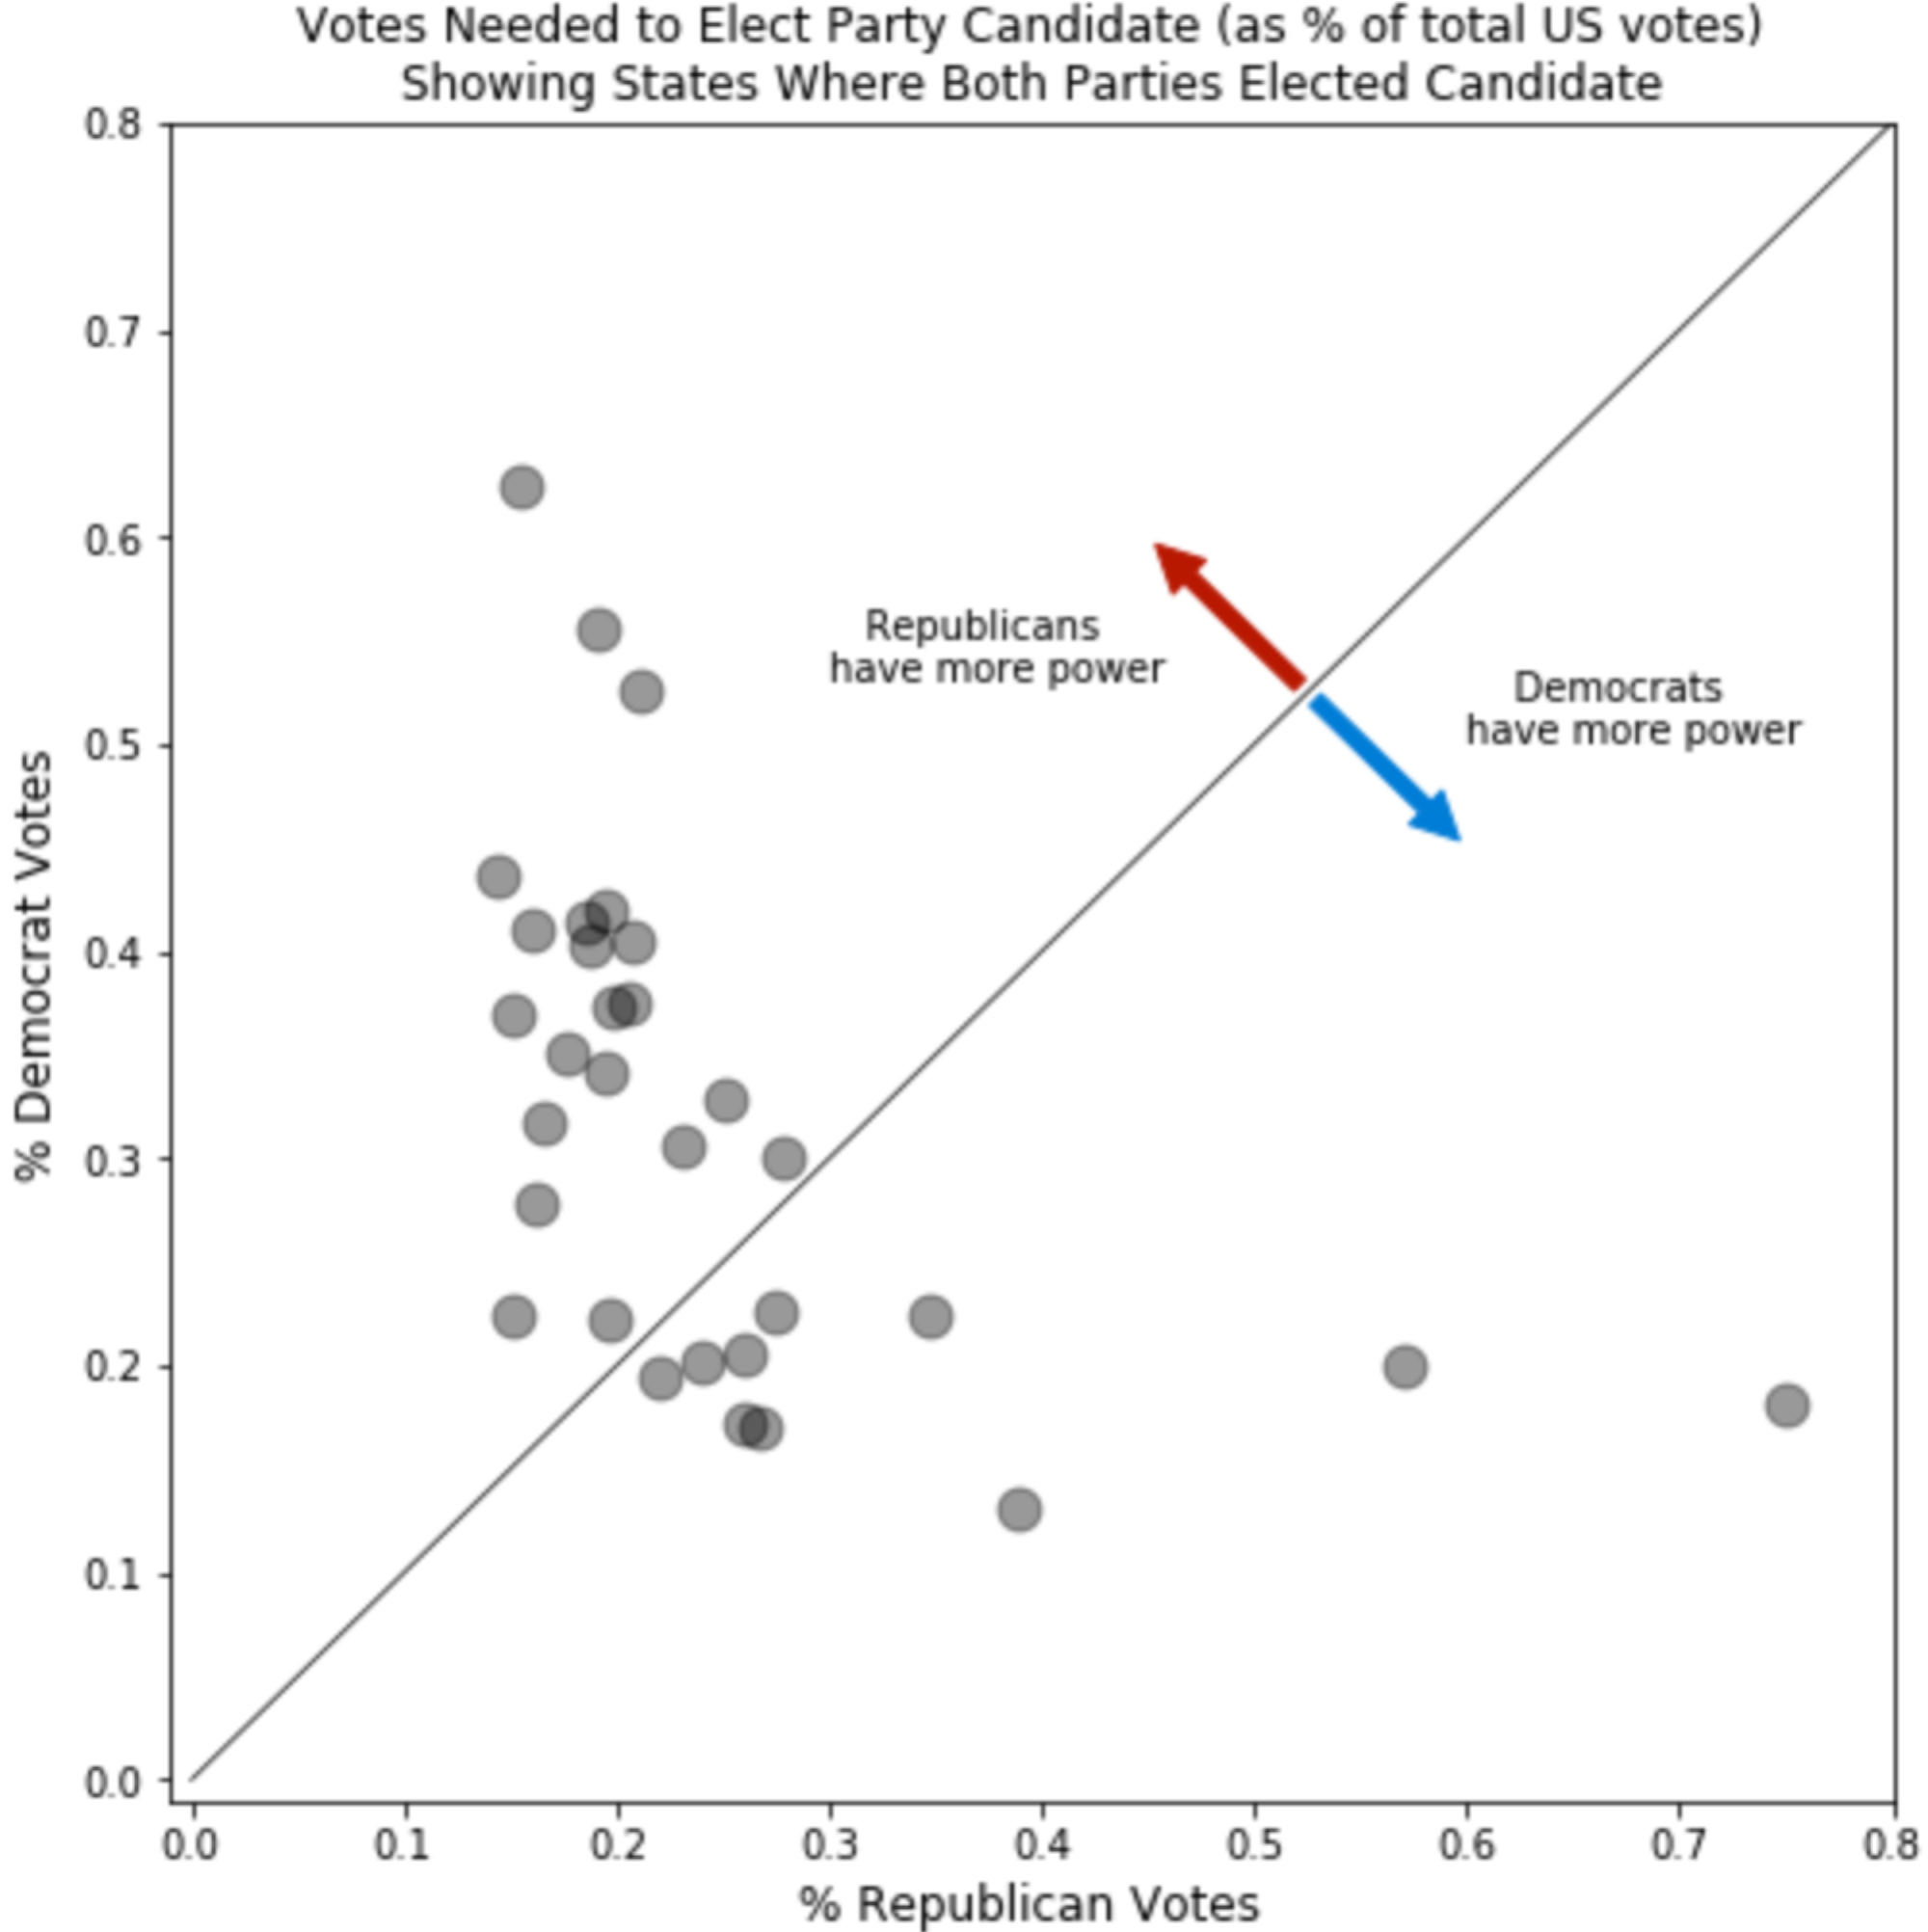 Votes Needed to Elect Party Candidate (as % of total US votes)
Showing States Where Both Parties Elected Candidate
0.8
0.7
0.6
0.5
0.4
0.3
0.2
0.1
0.0
% Democrat Votes
Republicans
have more power
Democrats
have more power
0.0 0.1 0.2 0.3 0.4 0.5 0.6 0.7 0.8
% Republican Votes